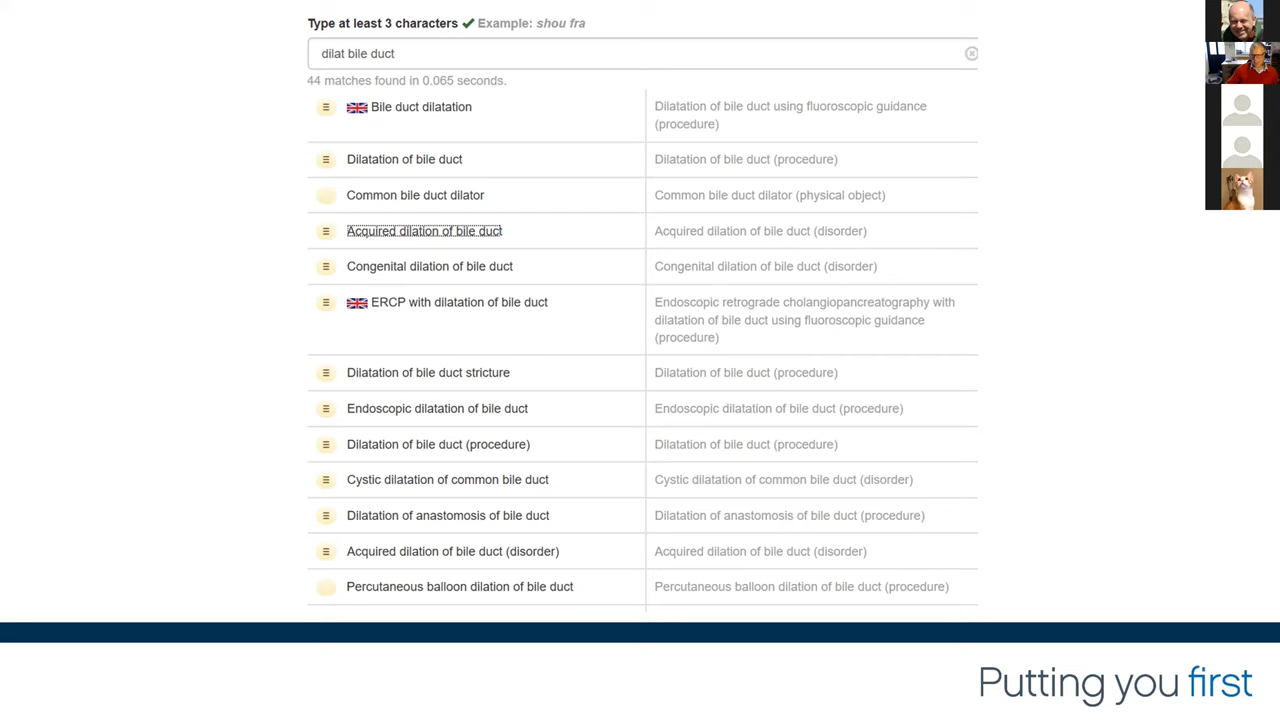 Type at least 3 characters ✔ Example: shou fra
dilat bile duct
44 matches found in 0.065 seconds.
Bile duct dilatation
Dilatation of bile duct using fluoroscopic guidance
(procedure)
Dilatation of bile duct
Dilatation of bile duct (procedure)
Common bile duct dilator
Common bile duct dilator (physical object)
Acquired dilation of bile duct
Acquired dilation of bile duct (disorder)
Congenital dilation of bile duct
Congenital dilation of bile duct (disorder)
ERCP with dilatation of bile duct
Endoscopic retrograde cholangiopancreatography with
dilatation of bile duct using fluoroscopic guidance
(procedure)
Dilatation of bile duct stricture
Dilatation of bile duct (procedure)
Endoscopic dilatation of bile duct
Endoscopic dilatation of bile duct (procedure)
Dilatation of bile duct (procedure)
Dilatation of bile duct (procedure)
Cystic dilatation of common bile duct
Cystic dilatation of common bile duct (disorder)
Dilatation of anastomosis of bile duct
Dilatation of anastomosis of bile duct (procedure)
Acquired dilation of bile duct (disorder)
Acquired dilation of bile duct (disorder)
Percutaneous balloon dilation of bile duct
Percutaneous balloon dilation of bile duct (procedure)
Putting you first